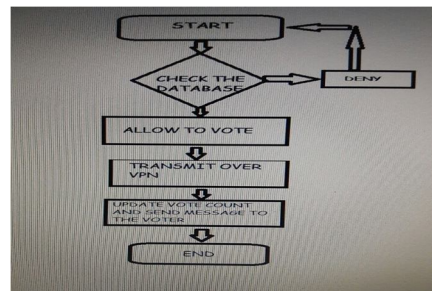 START
CHECK THE
DATABASE
DENY
ALLOW TO VOTE
TRANSMIT OVER
VPN
UPDATE VOTE COUNT
AND SEND MESSAGE TO
THE VOTER
END